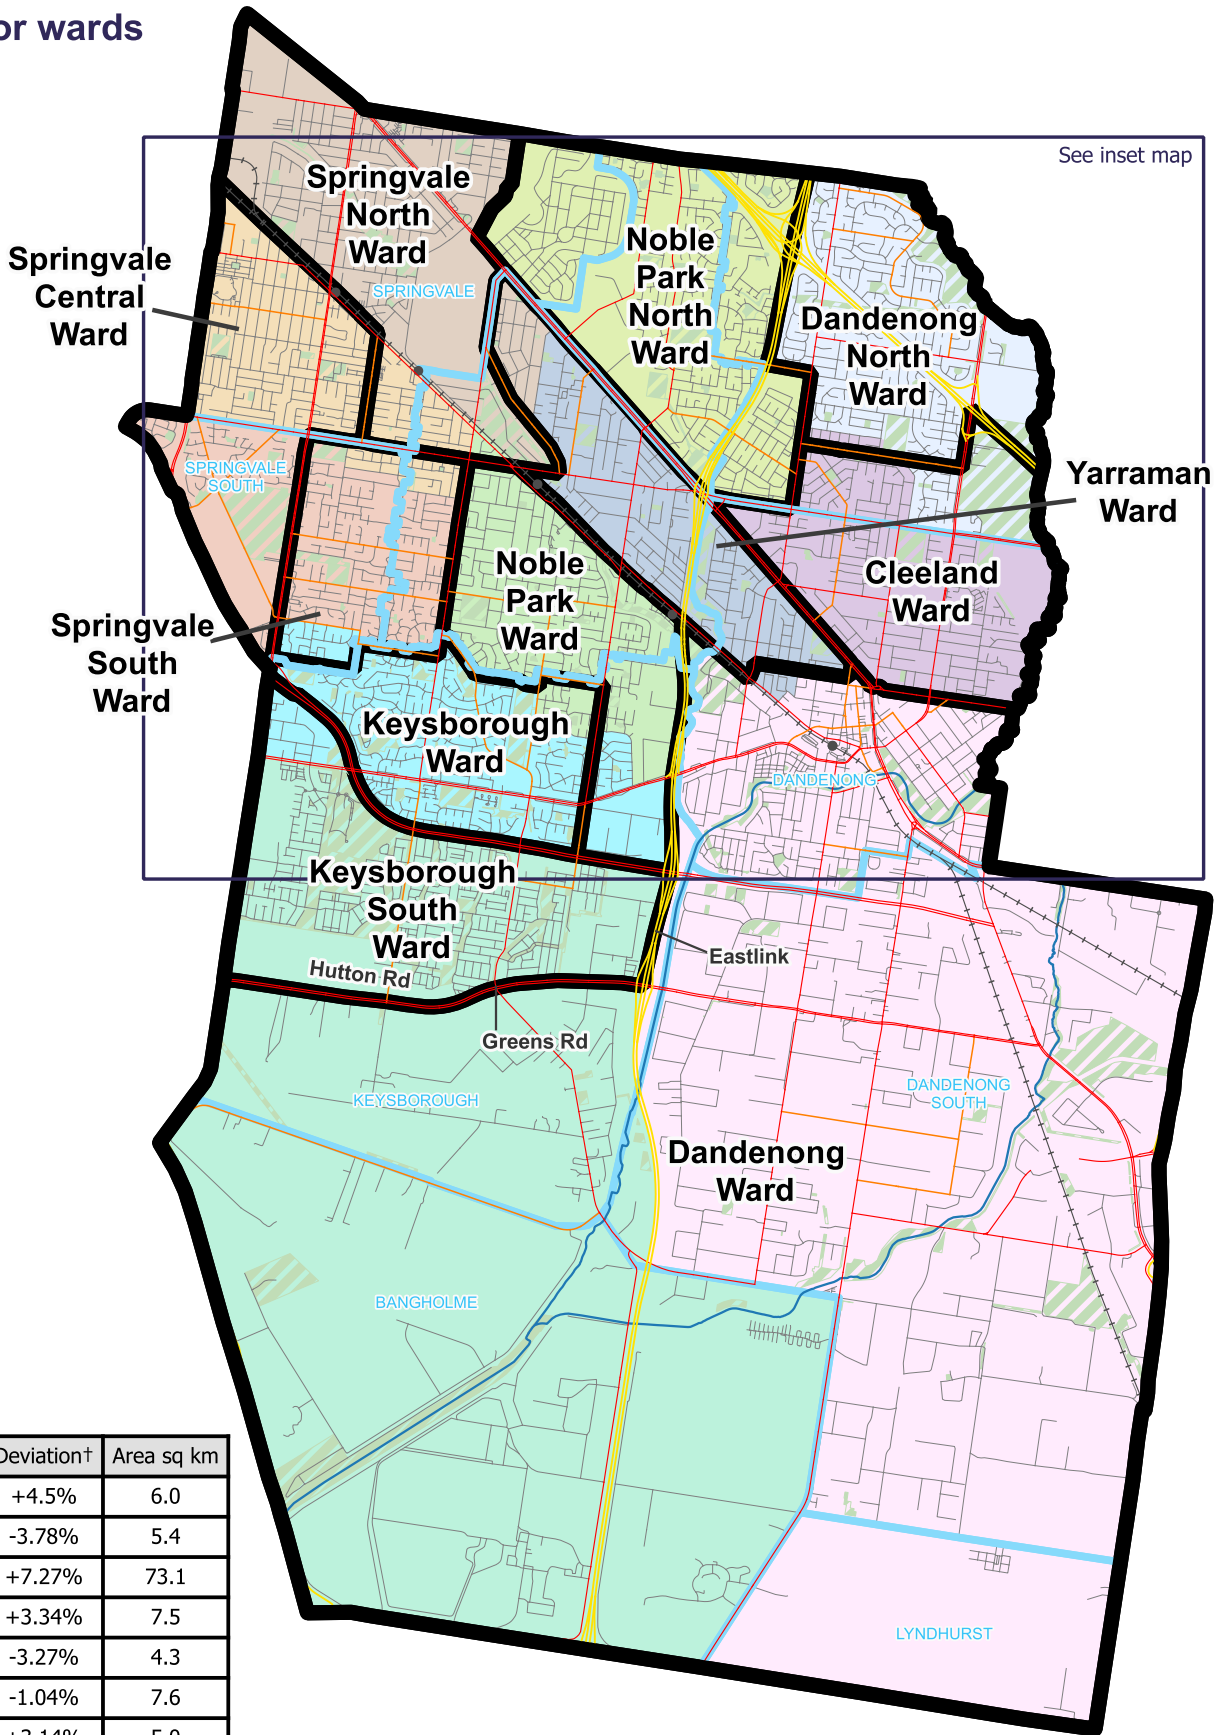 or wards
See inset map
Springvale
North
Ward
Noble
Park
North
Ward
Springvale
Central
Ward
SPRINGVALE
Dandenong
North
Ward
SPRINGVALE
SOUTH
Yarraman
Ward
Noble
Park
Ward
Cleeland
Ward
Springvale
South
Ward
Keysborough
Ward
DANDENONG
Keysborough
South
Ward
Eastlink
Hutton Rd
Greens Rd
KEYSBOROUGH
DANDENONG
SOUTH
Dandenong
Ward
BANGHOLME
LYNDHURST
Deviation† Area sq km
+4.5% 6.0
-3.78% 5.4
+7.27% 73.1
+3.34% 7.5
-3.27% 4.3
-1.04% 7.6
+3.14% 5.0